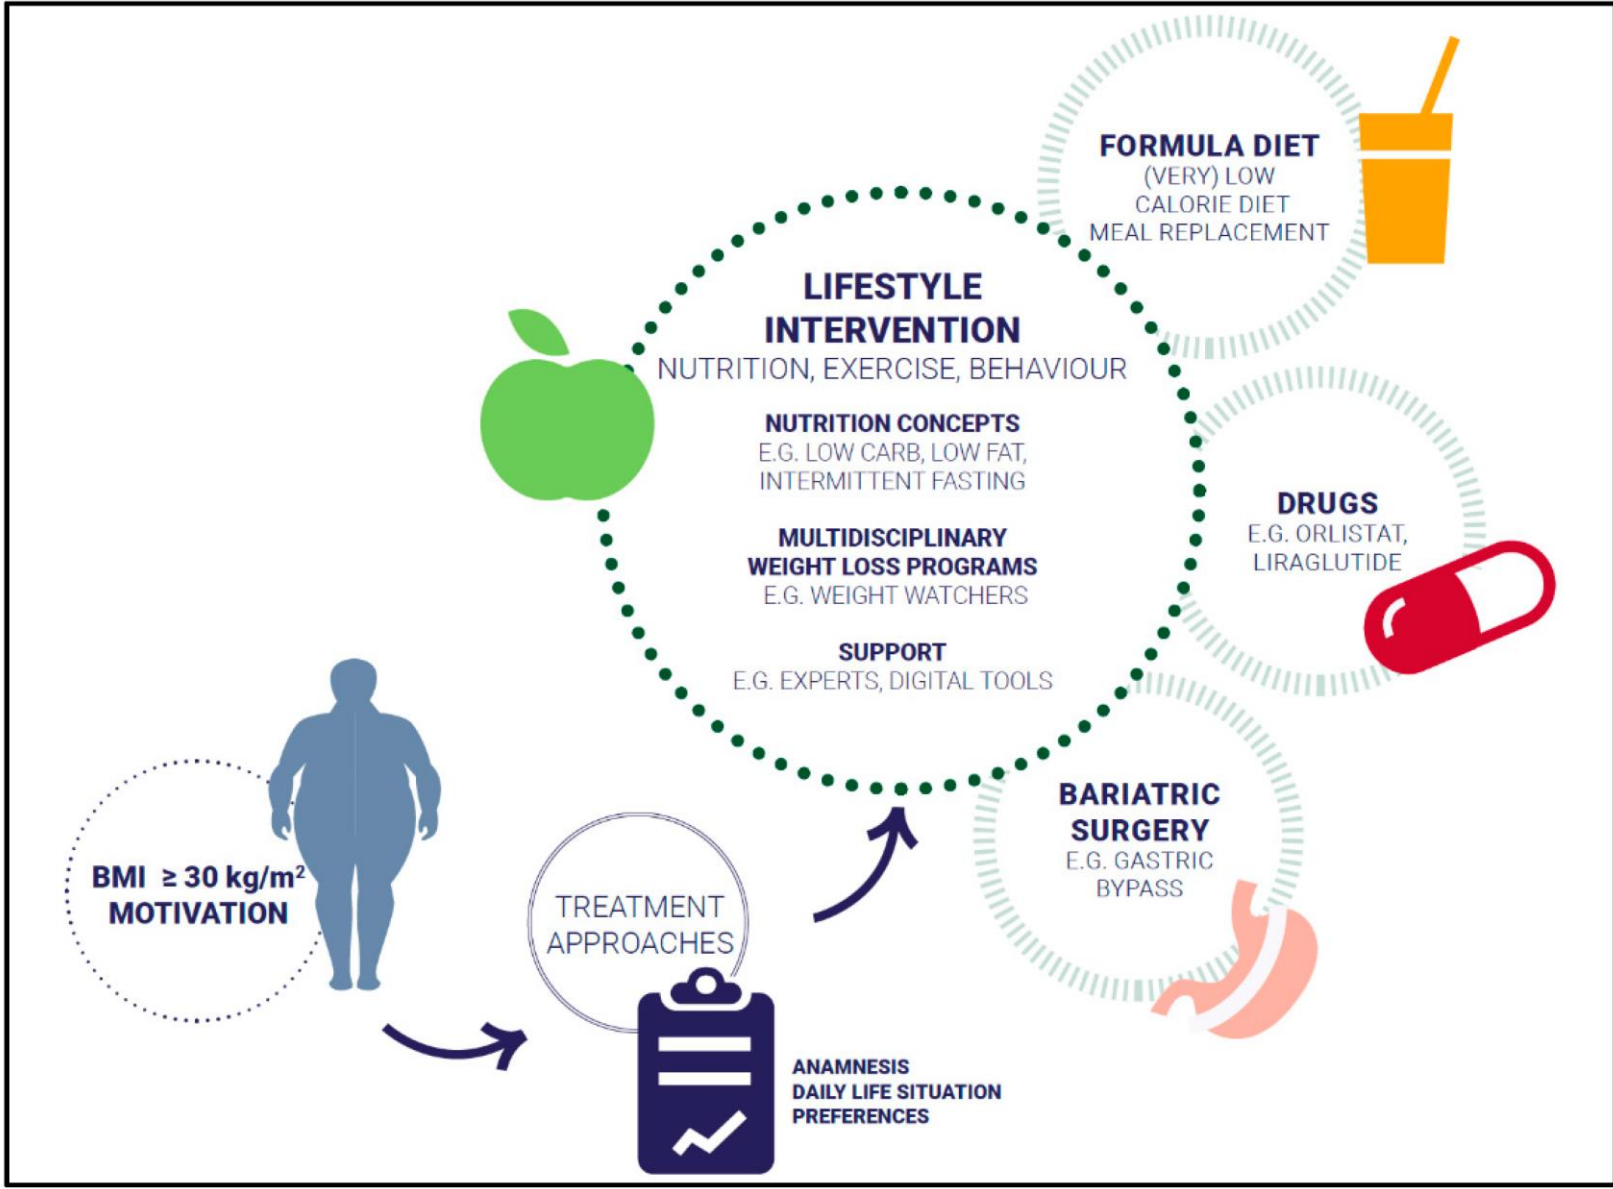 BMI ≥ 30 kg/m²
MOTIVATION
TREATMENT
APPROACHES
ANAMNESIS
DAILY LIFE SITUATION
PREFERENCES
LIFESTYLE
INTERVENTION
NUTRITION, EXERCISE, BEHAVIOUR
NUTRITION CONCEPTS
E.G. LOW CARB, LOW FAT,
INTERMITTENT FASTING
MULTIDISCIPLINARY
WEIGHT LOSS PROGRAMS
E.G. WEIGHT WATCHERS
SUPPORT
E.G. EXPERTS, DIGITAL TOOLS
FORMULA DIET
(VERY) LOW
CALORIE DIET
MEAL REPLACEMENT
DRUGS
E.G. ORLISTAT,
LIRAGLUTIDE
BARIATRIC
SURGERY
E.G. GASTRIC
BYPASS